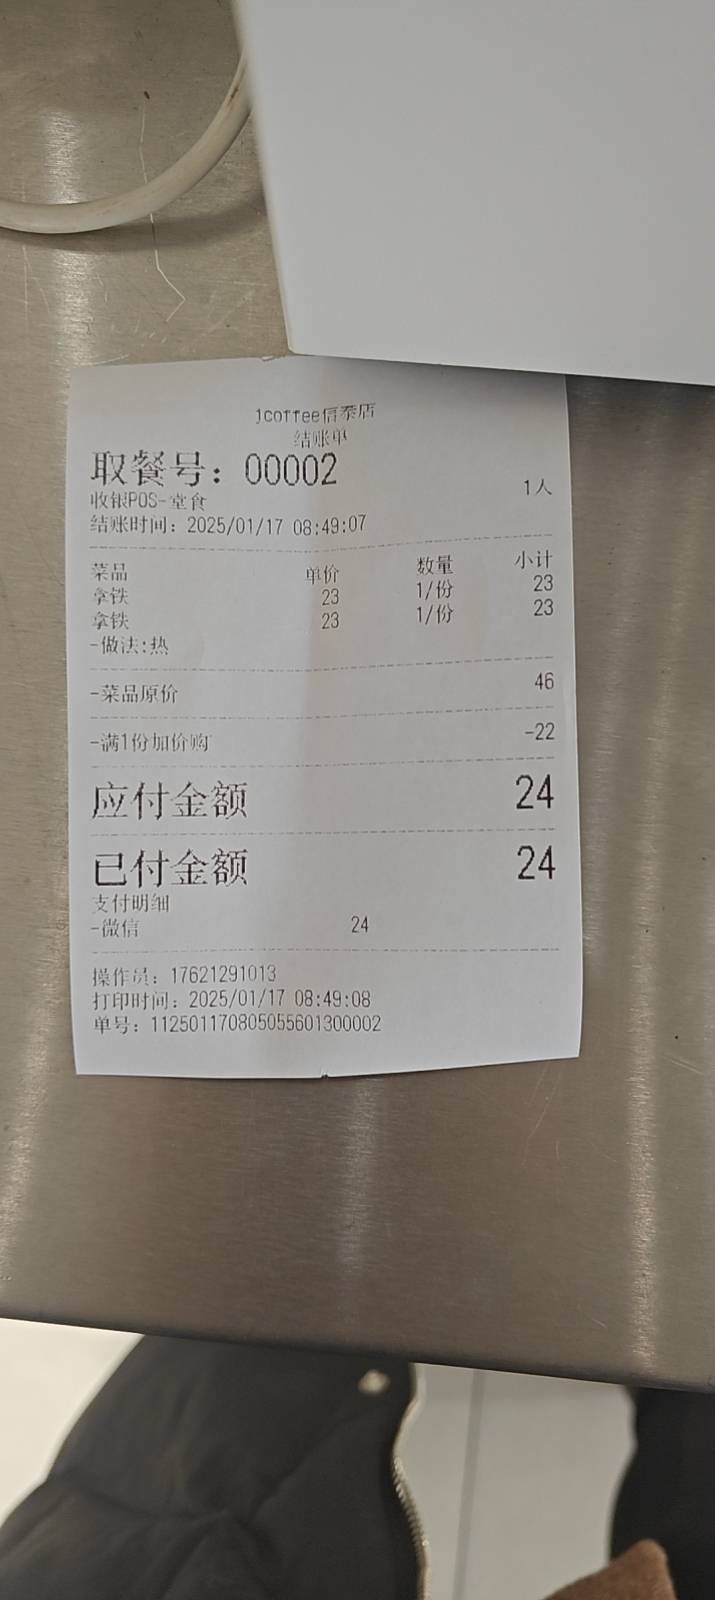 jcoffee信泰店
结账单
取餐号：00002
1人
收银POS-堂食
结账时间：2025/01/17 08:49:07
菜品 单价 数量 小计
拿铁 23 1/份 23
拿铁 23 1/份 23
-做法:热
-菜品原价 46
-满1份加价购 -22
应付金额 24
已付金额 24
支付明细
-微信 24
操作员：17621291013
打印时间：2025/01/17 08:49:08
单号：112501170805055601300002